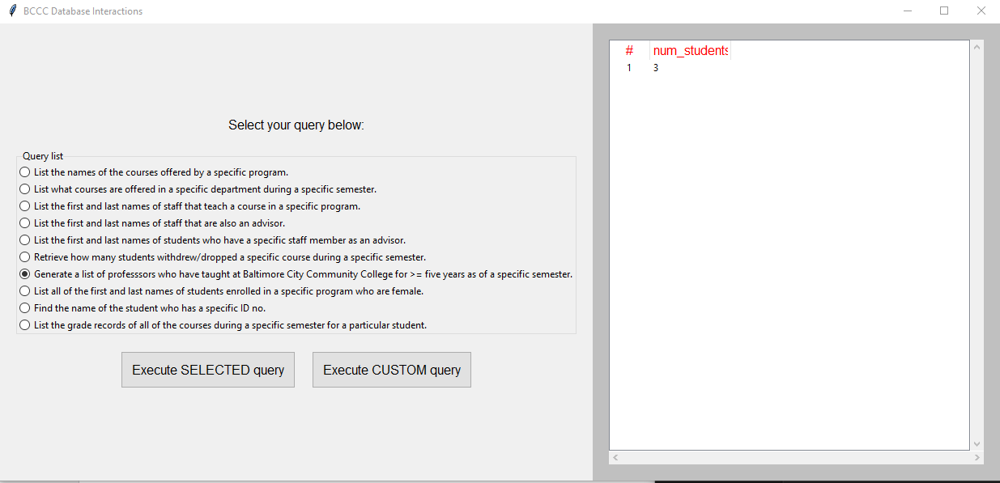 BCCC Database Interactions
Select your query below:
Query list
List the names of the courses offered by a specific program.
List what courses are offered in a specific department during a specific semester.
List the first and last names of staff that teach a course in a specific program.
List the first and last names of staff that are also an advisor.
List the first and last names of students who have a specific staff member as an advisor.
Retrieve how many students withdrew/dropped a specific course during a specific semester.
Generate a list of professsors who have taught at Baltimore City Community College for >= five years as of a specific semester.
List all of the first and last names of students enrolled in a specific program who are female.
Find the name of the student who has a specific ID no.
List the grade records of all of the courses during a specific semester for a particular student.
Execute SELECTED query
Execute CUSTOM query
# num_students
1 3